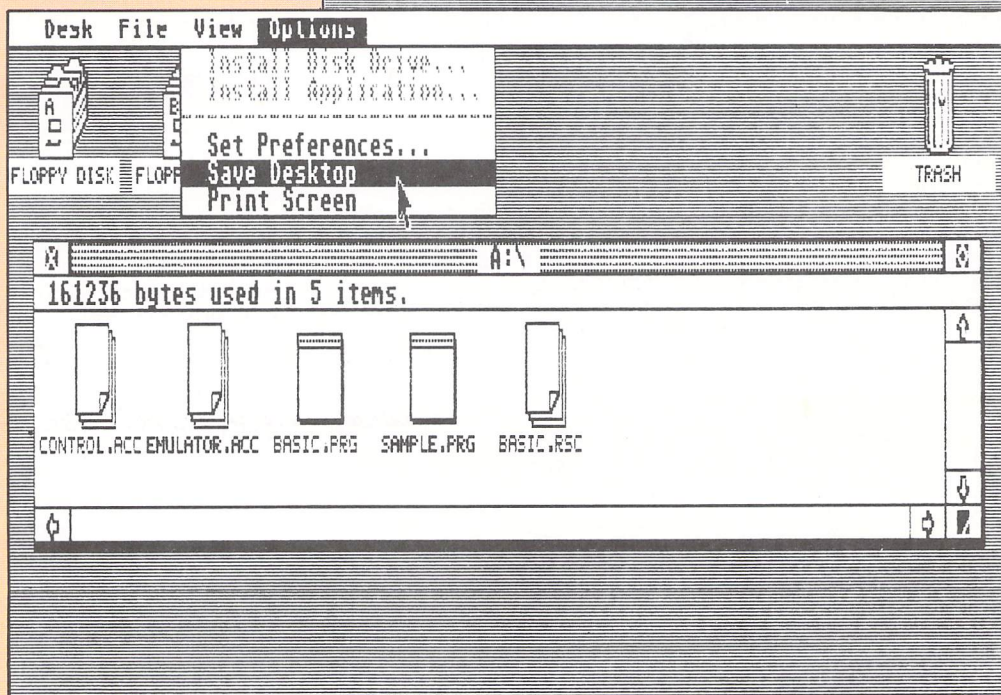 Desk File View Options
Install Disk Drive...
Install Application...
Set Preferences...
Save Desktop
Print Screen
A
B
FLOPPY DISK
FLOPP
TRASH
A:\
161236 bytes used in 5 items.
CONTROL.ACC EMULATOR.ACC BASIC.PRG SAMPLE.PRG BASIC.RSC